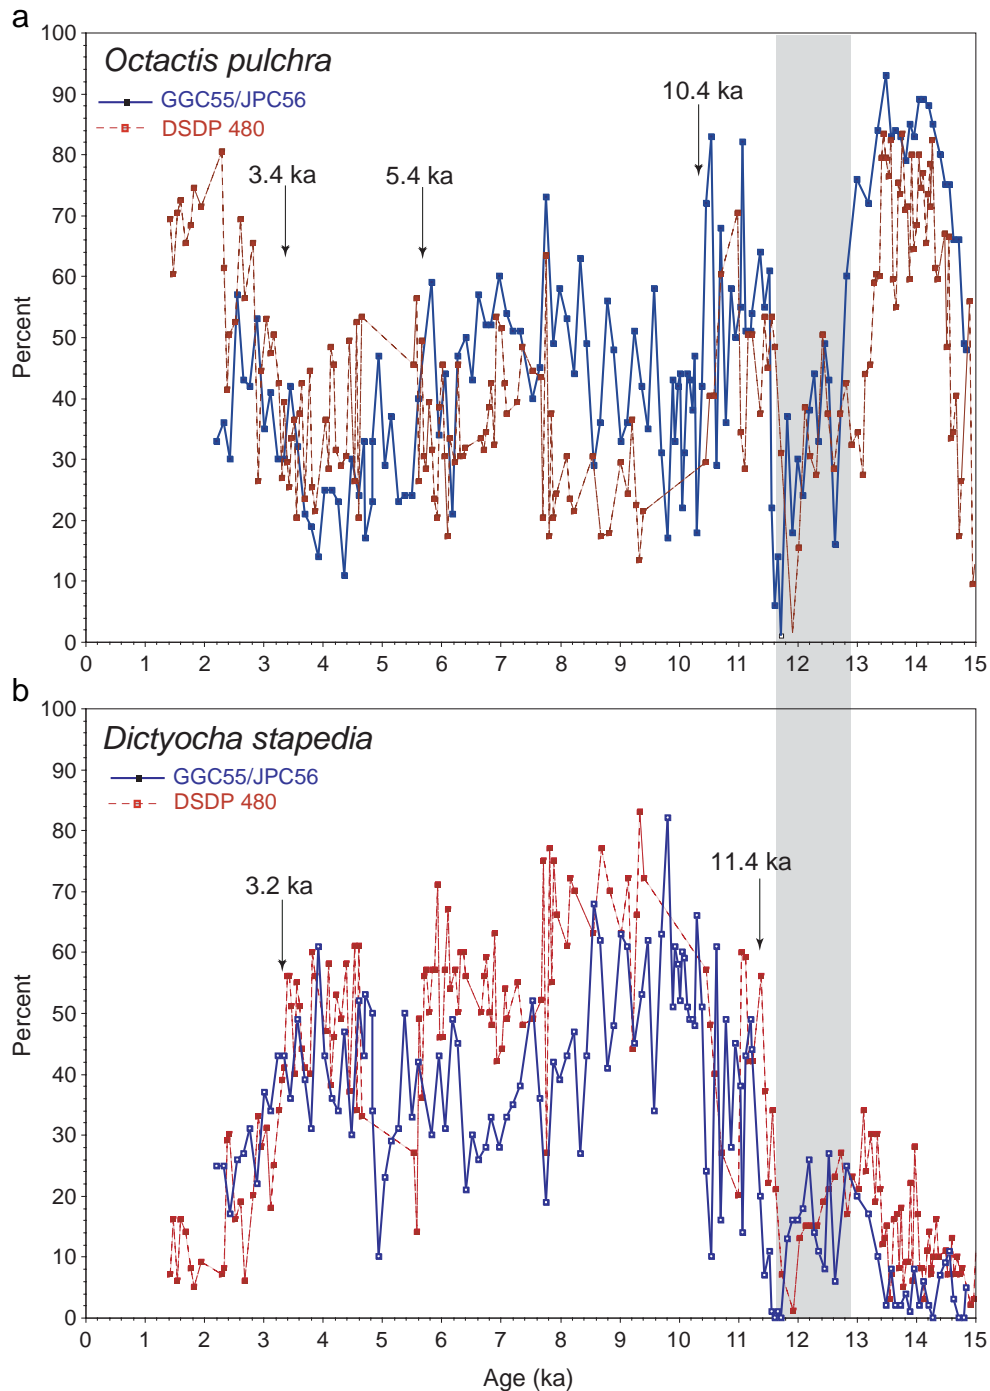 a
100
90
80
70
60
50
40
30
20
10
0
Percent
Octactis pulchra
GGC55/JPC56
DSDP 480
3.4 ka
5.4 ka
10.4 ka
0 1 2 3 4 5 6 7 8 9 10 11 12 13 14 15
b
100
90
80
70
60
50
40
30
20
10
0
Percent
Dictyocha stapedia
GGC55/JPC56
DSDP 480
3.2 ka
11.4 ka
0 1 2 3 4 5 6 7 8 9 10 11 12 13 14 15
Age (ka)